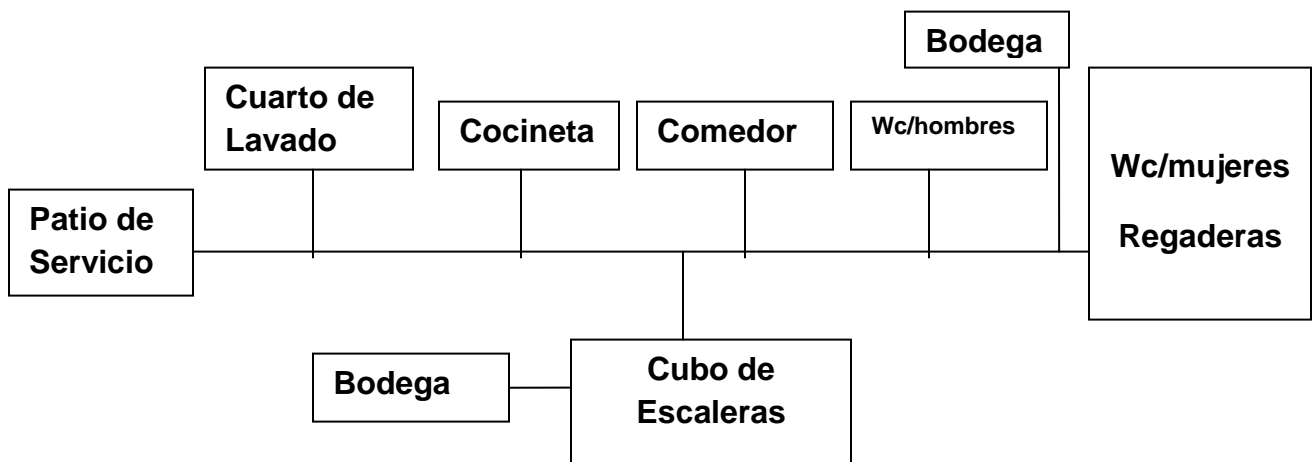 Bodega
Cuarto de
Lavado
Cocineta
Comedor
Wc/hombres
Wc/mujeres
Regaderas
Patio de
Servicio
Bodega
Cubo de
Escaleras